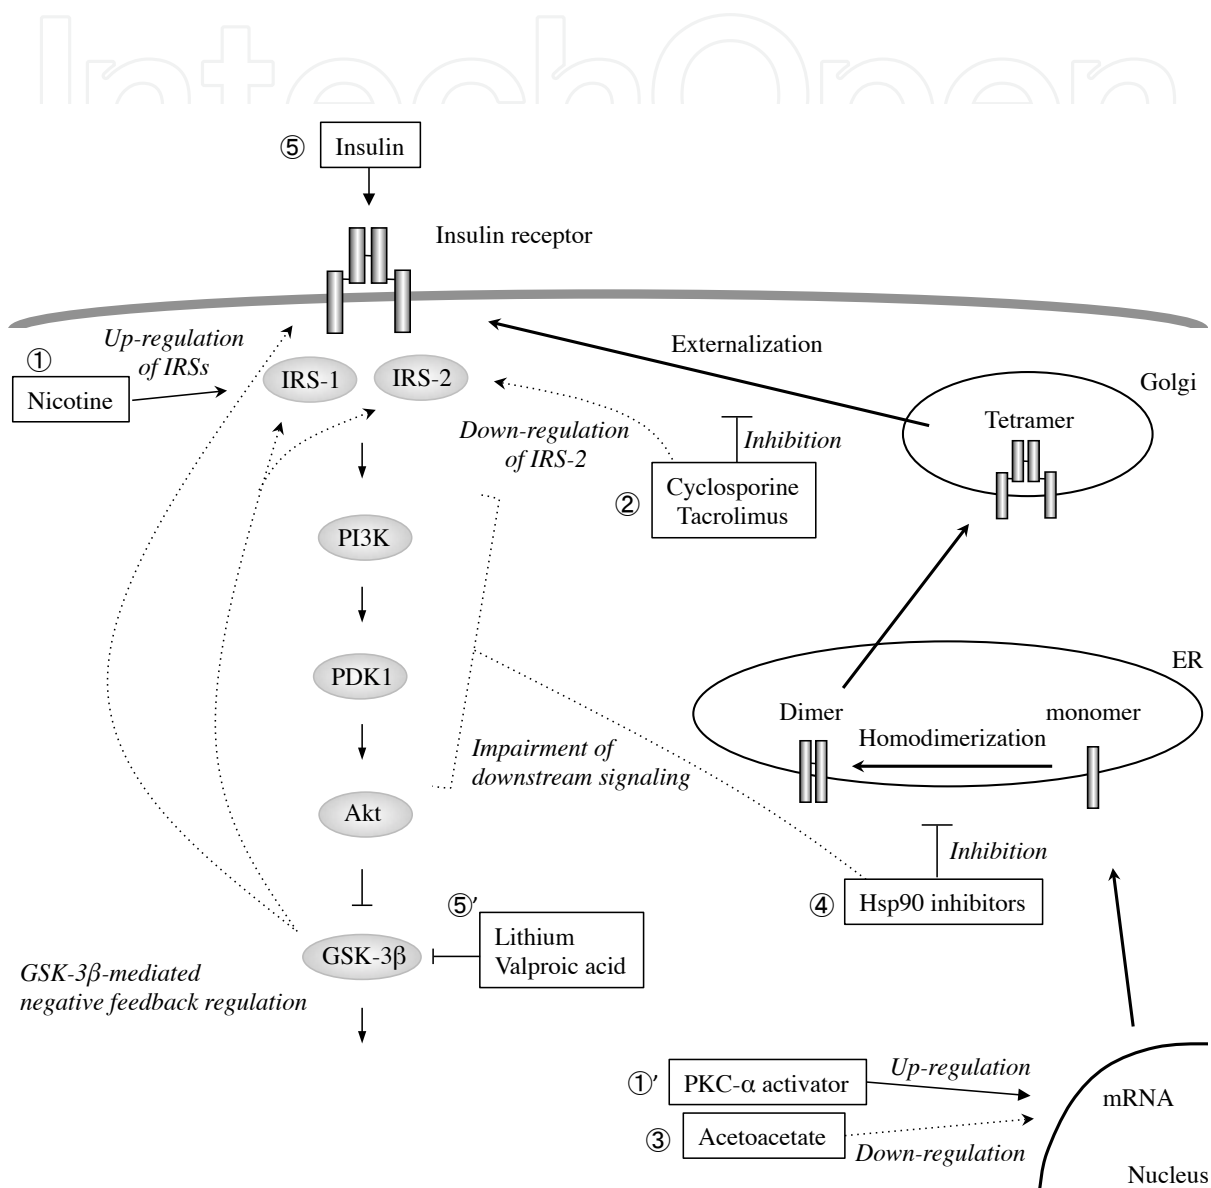 IntechOpen
⑤
Insulin
Insulin receptor
Up-regulation
of IRSs
①
Nicotine
IRS-1
IRS-2
Externalization
Golgi
Tetramer
Down-regulation
of IRS-2
Inhibition
②
Cyclosporine
Tacrolimus
PI3K
PDK1
ER
Dimer
monomer
Homodimerization
Impairment of
downstream signaling
Akt
Inhibition
④
Hsp90 inhibitors
⑤’
Lithium
Valproic acid
GSK-3β
GSK-3β-mediated
negative feedback regulation
①’
PKC-α activator
Up-regulation
mRNA
③
Acetoacetate
Down-regulation
Nucleus